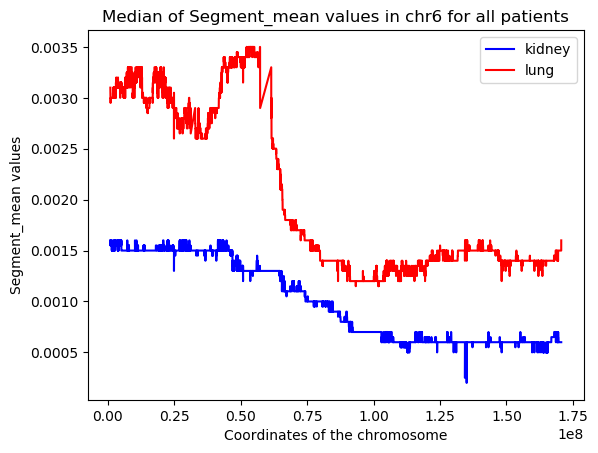 Median of Segment_mean values in chr6 for all patients
kidney
lung
Segment_mean values
0.0035
0.0030
0.0025
0.0020
0.0015
0.0010
0.0005
0.00 0.25 0.50 0.75 1.00 1.25 1.50 1.75
1e8
Coordinates of the chromosome